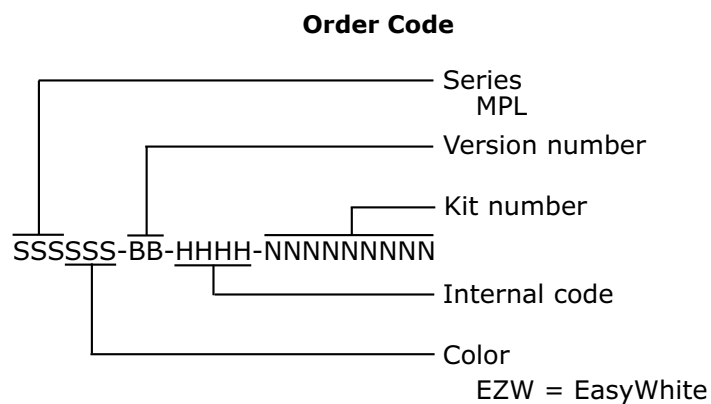 Order Code
Series
MPL
Version number
Kit number
SSSSSS-BB-HHHH-NNNNNNNNN
Internal code
Color
EZW = EasyWhite